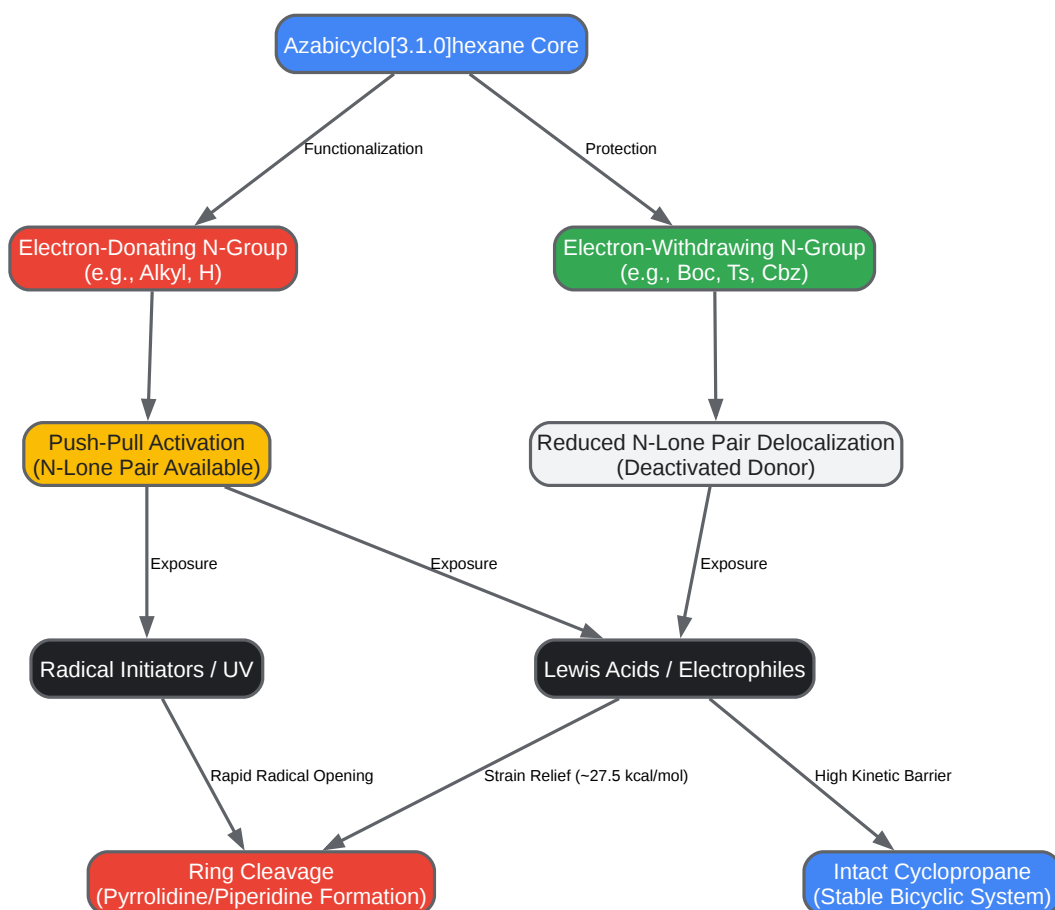 Azabicyclo[3.1.0]hexane Core
Functionalization
Protection
Electron-Donating N-Group
(e.g., Alkyl, H)
Electron-Withdrawing N-Group
(e.g., Boc, Ts, Cbz)
Push-Pull Activation
(N-Lone Pair Available)
Reduced N-Lone Pair Delocalization
(Deactivated Donor)
Exposure
Exposure
Exposure
Radical Initiators / UV
Lewis Acids / Electrophiles
Rapid Radical Opening
Strain Relief (~27.5 kcal/mol)
High Kinetic Barrier
Ring Cleavage
(Pyrrolidine/Piperidine Formation)
Intact Cyclopropane
(Stable Bicyclic System)